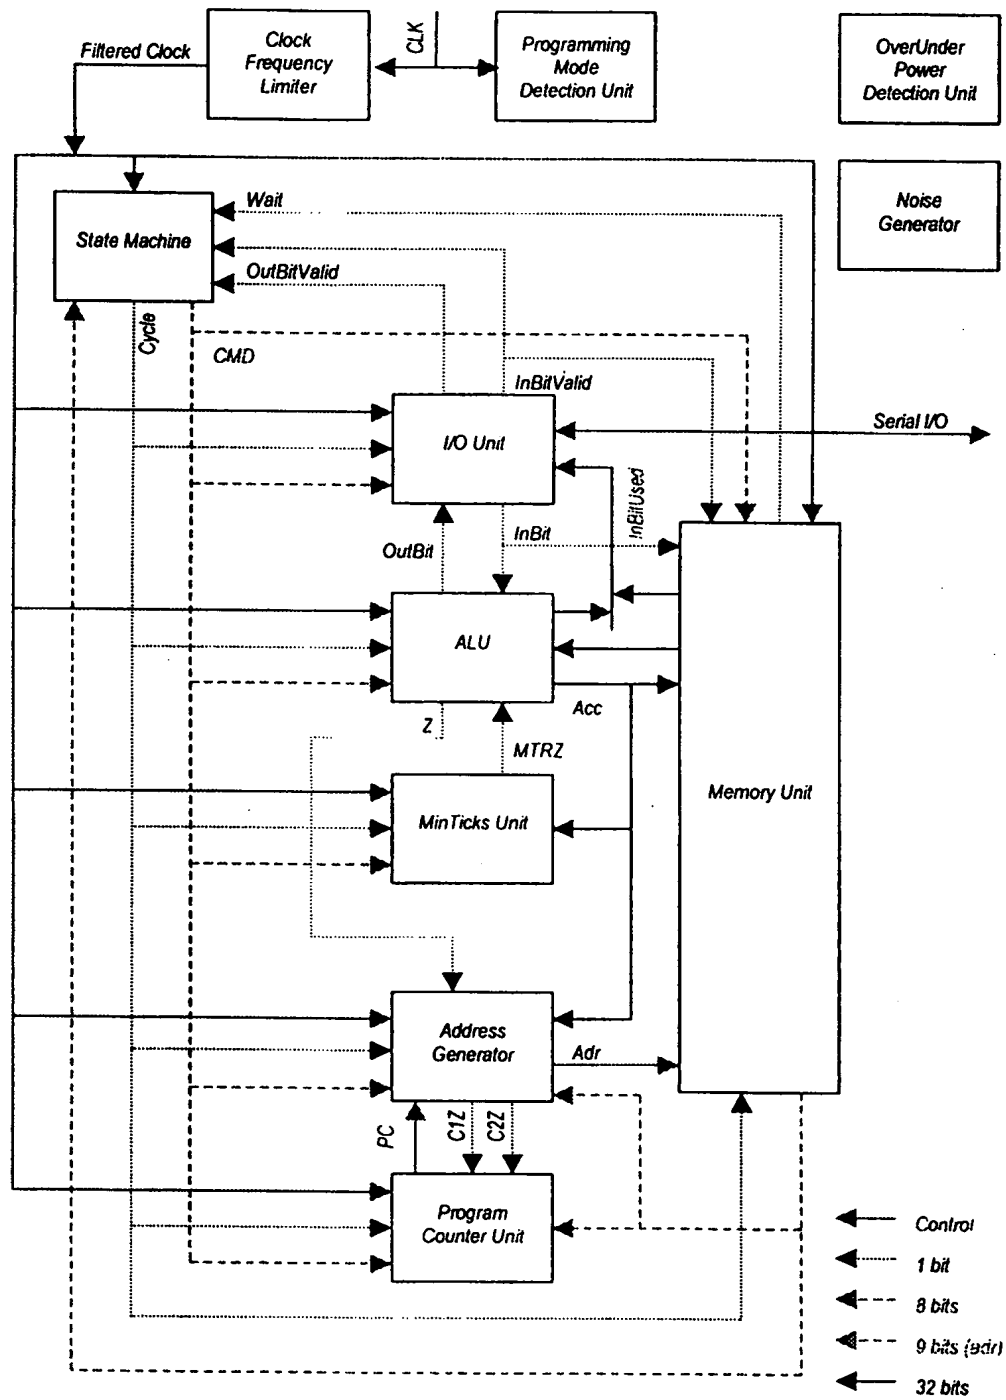 Filtered Clock
Clock
Frequency
Limiter
CLK
Programming
Mode
Detection Unit
OverUnder
Power
Detection Unit
State Machine
Wait
OutBitValid
Noise
Generator
Cycle
CMD
InBitValid
I/O Unit
Serial I/O
InBitUsed
OutBit
InBit
ALU
Acc
Z
MTRZ
MinTicks Unit
Memory Unit
Address
Generator
Adr
PC
C1Z
C2Z
Program
Counter Unit
Control
1 bit
8 bits
9 bits (adr)
32 bits